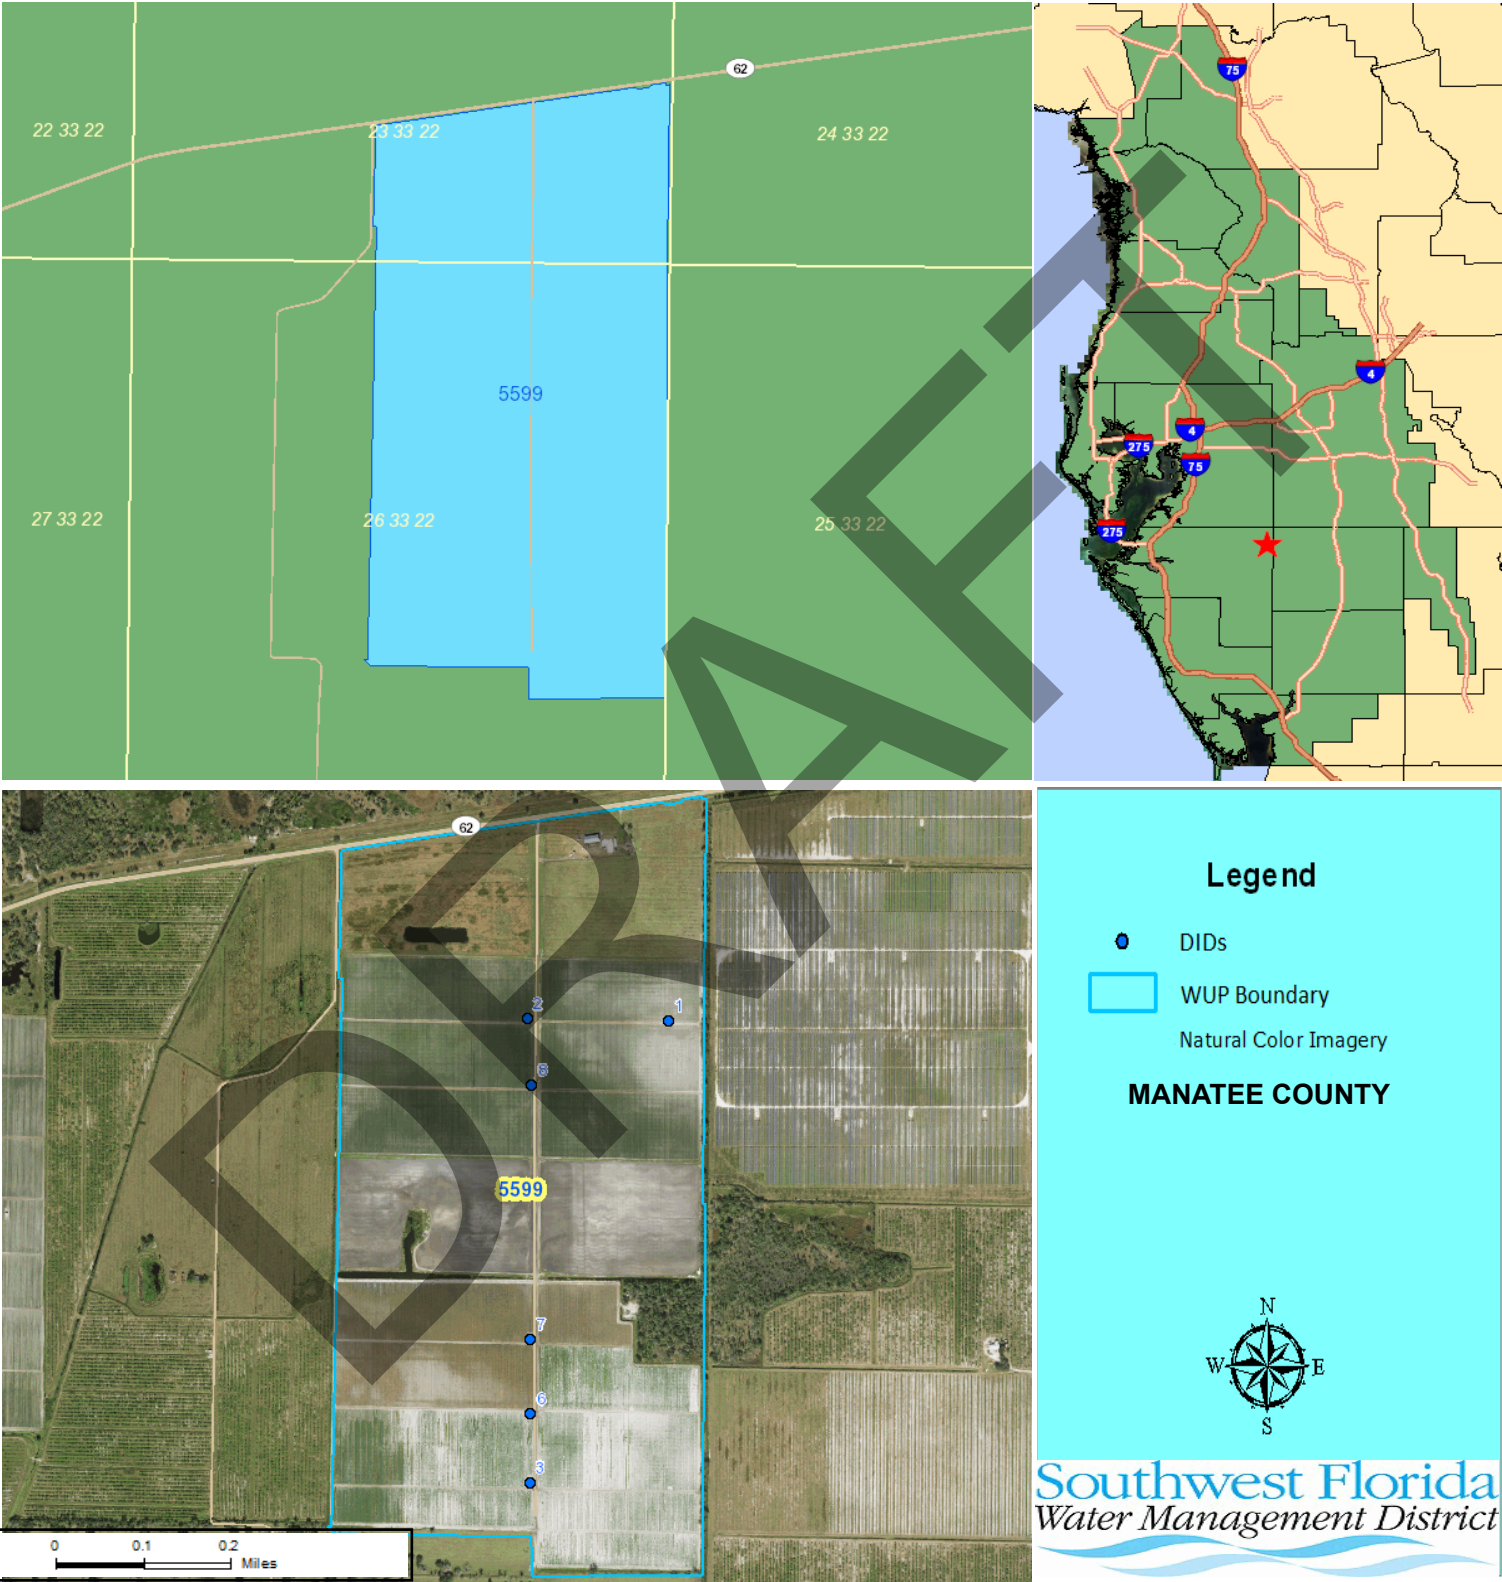 62
22 33 22
23 33 22
24 33 22
5599
27 33 22
26 33 22
25 33 22
75
4
4
275
75
275
DRAFT
62
2
1
8
5599
7
6
3
0 0.1 0.2
Miles
Legend
DIDs
WUP Boundary
Natural Color Imagery
MANATEE COUNTY
N
W E
S
Southwest Florida
Water Management District